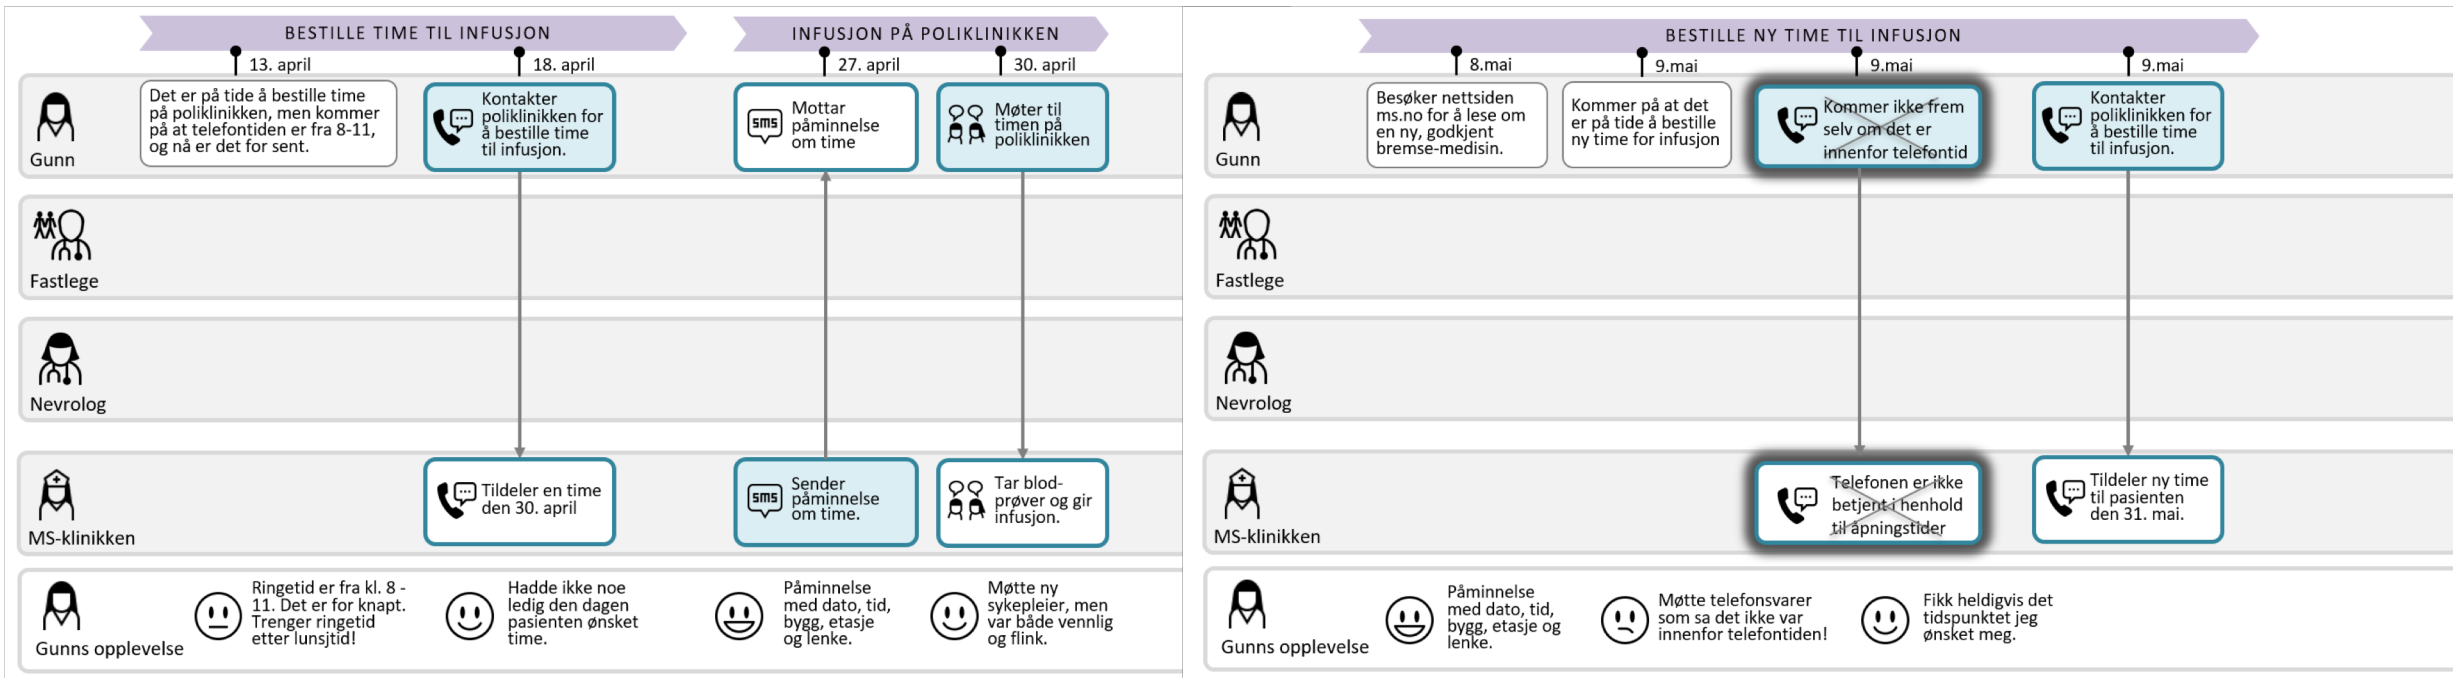 BESTILLE TIME TIL INFUSJON
INFUSJON PÅ POLIKLINIKKEN
13. april
18. april
27. april
30. april
Gunn
Det er på tide å bestille time
på poliklinikken, men kommer
på at telefontiden er fra 8-11,
og nå er det for sent.
Kontakter
poliklinikken for
å bestille time
til infusjon.
sms
Mottar
påminnelse
om time
Møter til
timen på
poliklinikken
Fastlege
Nevrolog
MS-klinikken
Tildeler en time
den 30. april
sms
Sender
påminnelse
om time.
Tar blod-
prøver og gir
infusjon.
Gunns opplevelse
Ringetid er fra kl. 8 -
11. Det er for knapt.
Trenger ringetid
etter lunsjtid!
Hadde ikke noe
ledig den dagen
pasienten ønsket
time.
Påminnelse
med dato, tid,
bygg, etasje
og lenke.
Møtte ny
sykepleier, men
var både vennlig
og flink.
BESTILLE NY TIME TIL INFUSJON
8.mai
9.mai
9.mai
9.mai
Gunn
Besøker nettsiden
ms.no for å lese om
en ny, godkjent
bremse-medisin.
Kommer på at det
er på tide å bestille
ny time for infusjon
Kommer ikke frem
selv om det er
innenfor telefontid
Kontakter
poliklinikken for
å bestille time
til infusjon.
Fastlege
Nevrolog
MS-klinikken
Telefonen er ikke
betjent i henhold
til åpningstider
Tildeler ny time
til pasienten
den 31. mai.
Gunns opplevelse
Påminnelse
med dato, tid,
bygg, etasje og
lenke.
Møtte telefonsvarer
som sa det ikke var
innenfor telefontiden!
Fikk heldigvis det
tidspunktet jeg
ønsket meg.